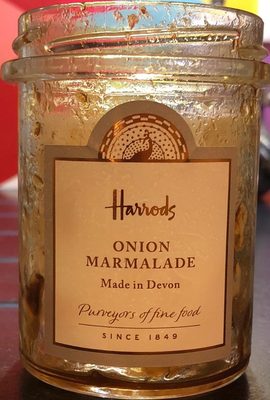 Harrods
ONION
MARMALADE
Made in Devon
Purveyors of fine food
SINCE 1849